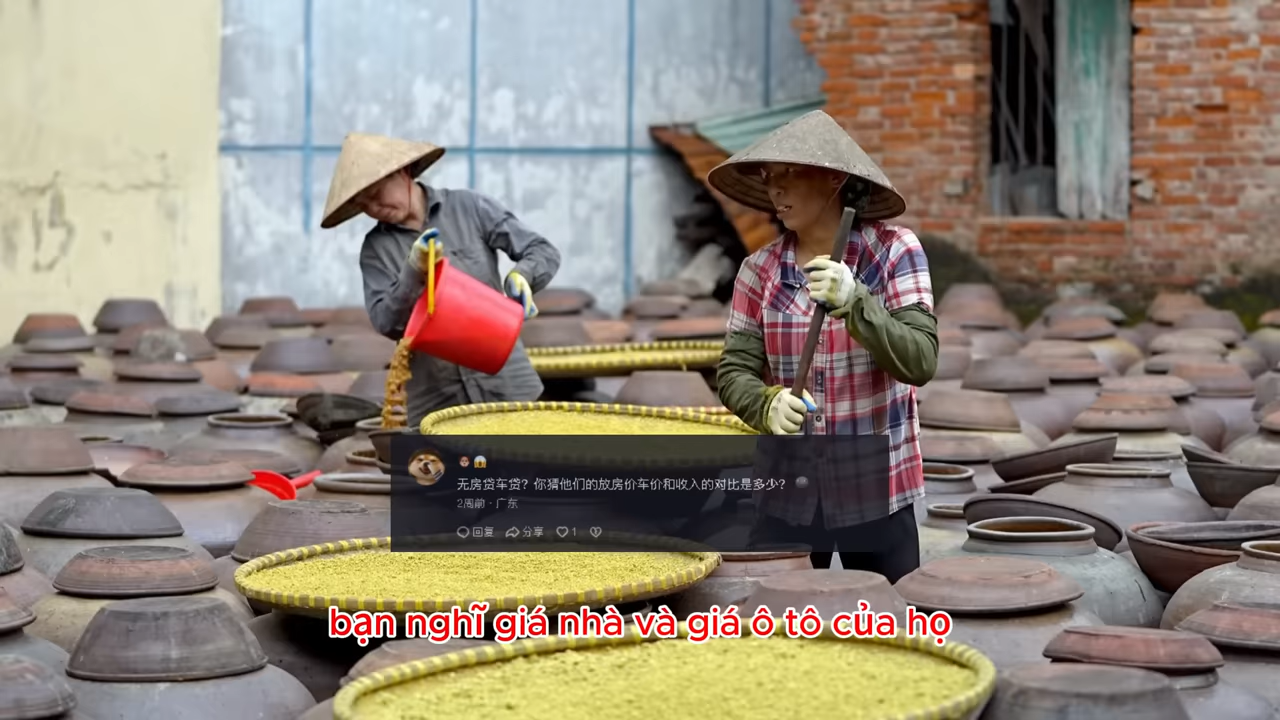 无房贷车贷？你猜他们的放房价车价和收入的对比是多少？
2周前·广东
回复 分享 1
bạn nghĩ giá nhà và giá ô tô của họ